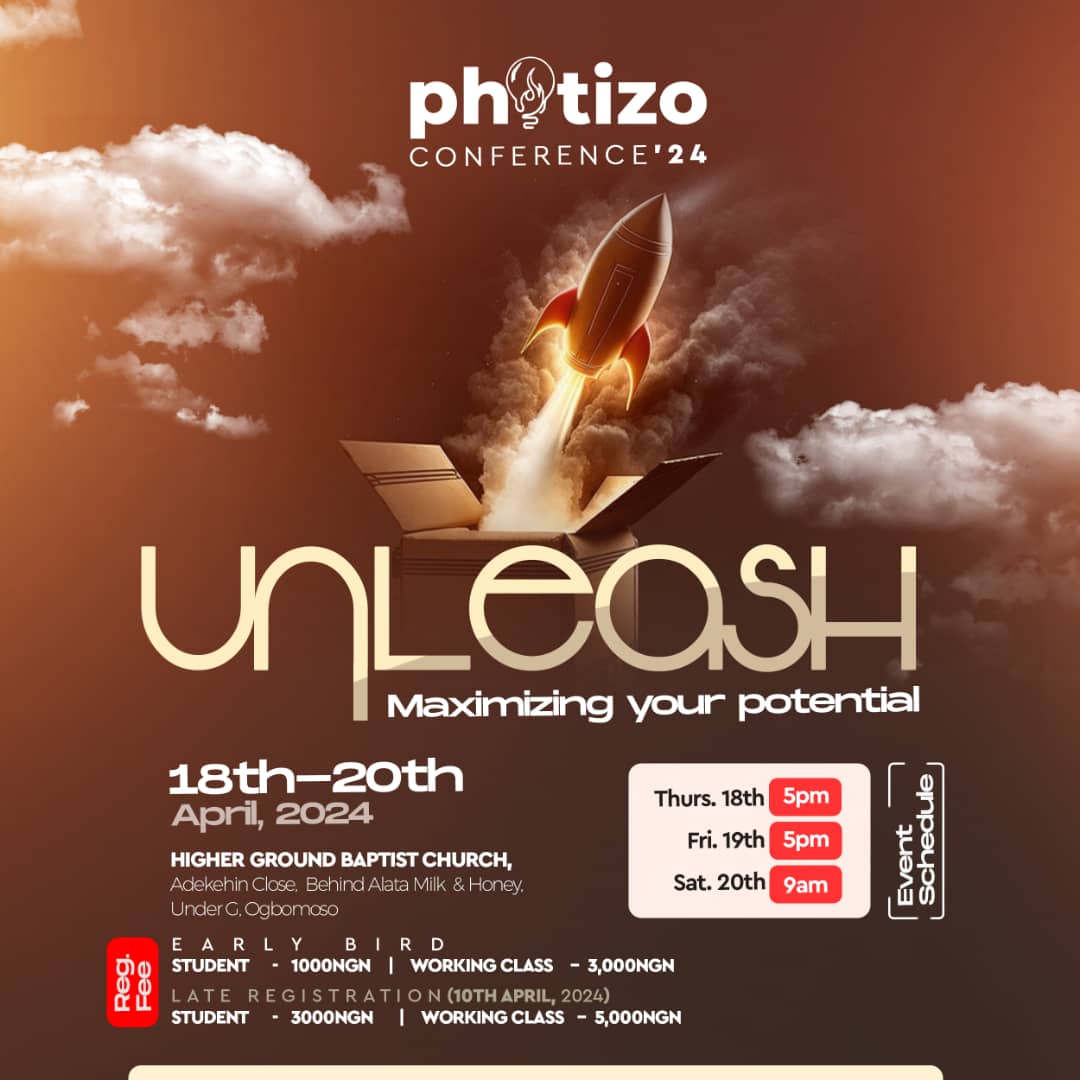 photizo
CONFERENCE'24
UNLEASH
Maximizing your potential
18th—20th
April, 2024
HIGHER GROUND BAPTIST CHURCH,
Adekehin Close, Behind Alata Milk & Honey,
Under G, Ogbomoso
Thurs. 18th 5pm
Fri. 19th 5pm
Sat. 20th 9am
Event
Schedule
Reg.
Fee
EARLY BIRD
STUDENT - 1000NGN | WORKING CLASS – 3,000NGN
LATE REGISTRATION (10TH APRIL, 2024)
STUDENT - 3000NGN | WORKING CLASS – 5,000NGN